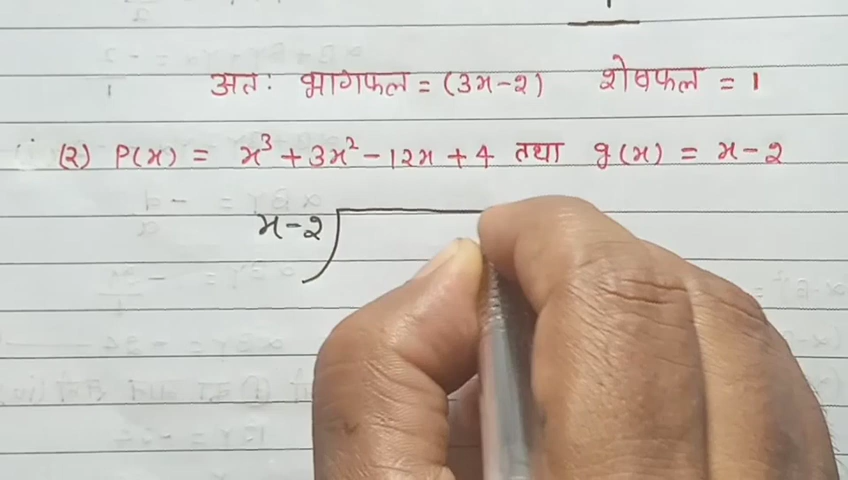 अतः भागफल = (3x-2) शेषफल = 1
(2) P(x) = x³ + 3x² - 12x + 4 तथा g(x) = x - 2
x-2